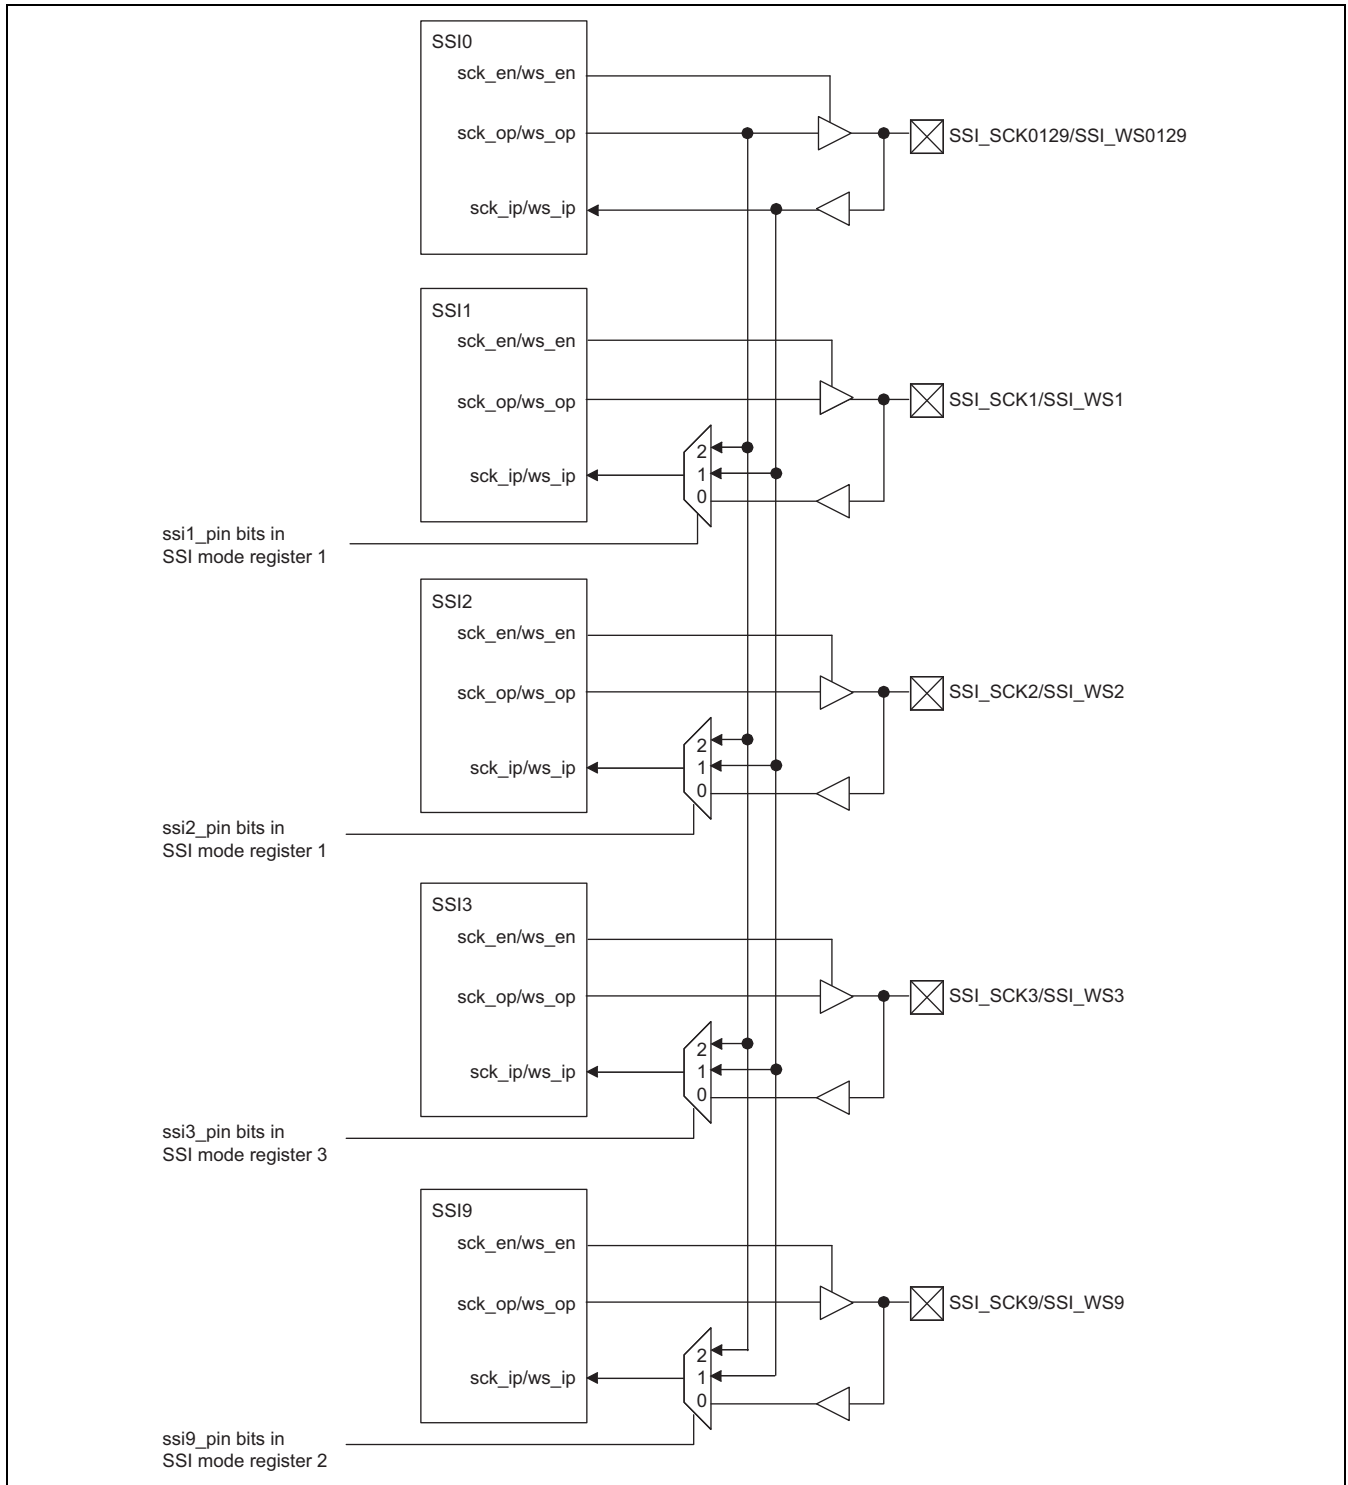 SSI0
sck_en/ws_en
sck_op/ws_op
SSI_SCK0129/SSI_WS0129
sck_ip/ws_ip
SSI1
sck_en/ws_en
sck_op/ws_op
SSI_SCK1/SSI_WS1
2
sck_ip/ws_ip
1
0
ssi1_pin bits in
SSI mode register 1
SSI2
sck_en/ws_en
sck_op/ws_op
SSI_SCK2/SSI_WS2
2
sck_ip/ws_ip
1
0
ssi2_pin bits in
SSI mode register 1
SSI3
sck_en/ws_en
sck_op/ws_op
SSI_SCK3/SSI_WS3
2
sck_ip/ws_ip
1
0
ssi3_pin bits in
SSI mode register 3
SSI9
sck_en/ws_en
sck_op/ws_op
SSI_SCK9/SSI_WS9
2
sck_ip/ws_ip
1
0
ssi9_pin bits in
SSI mode register 2